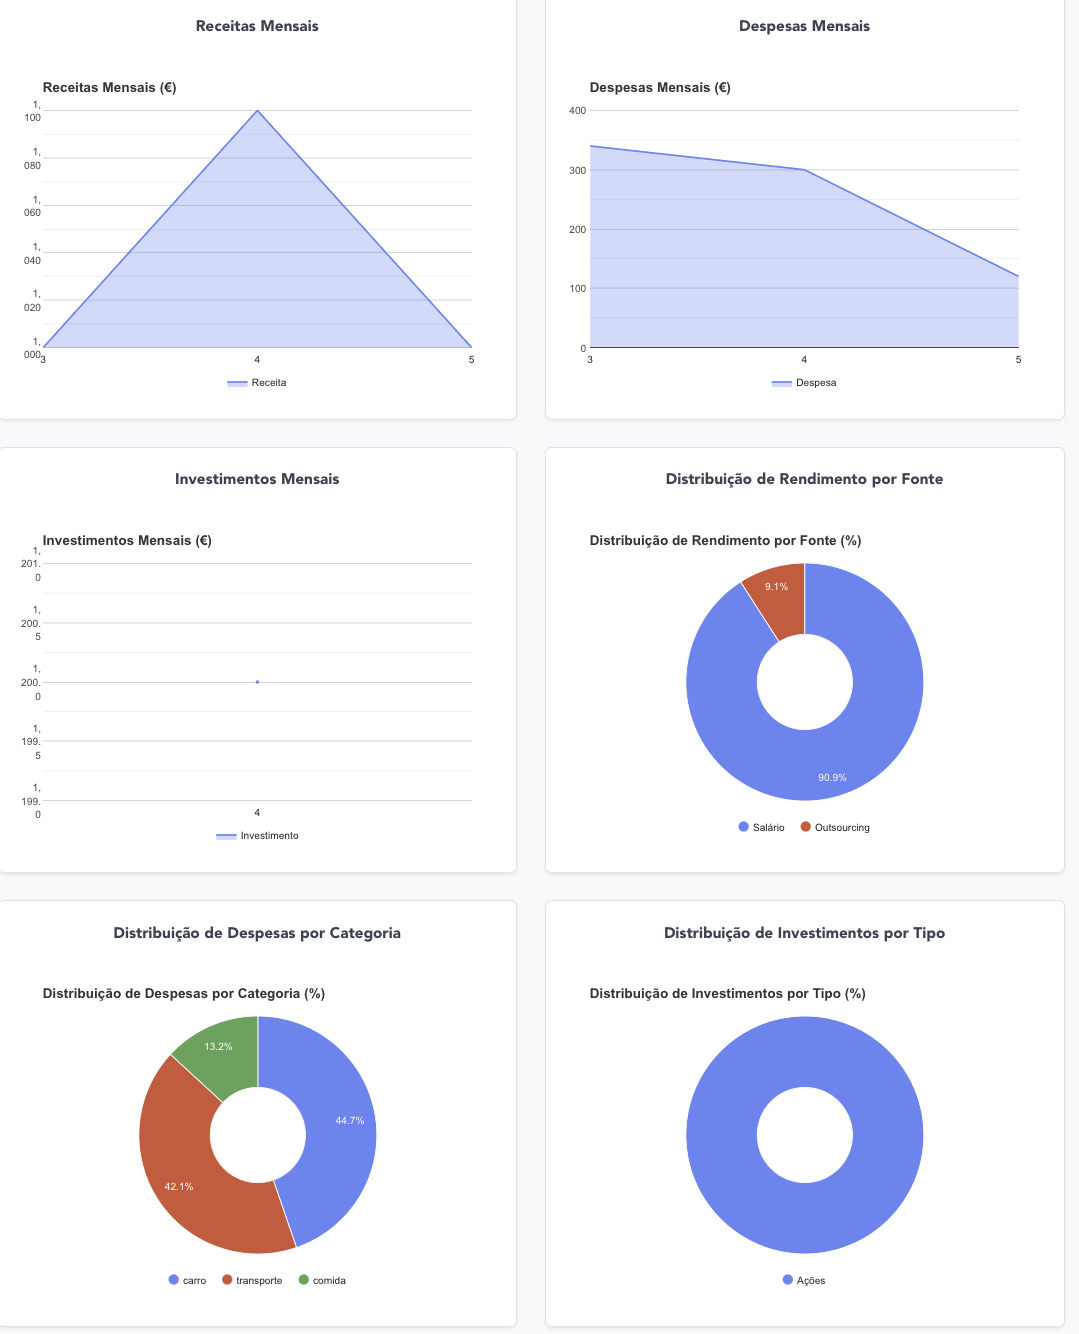 Receitas Mensais
Receitas Mensais (€)
1,
100
1,
080
1,
060
1,
040
1,
020
1,
000
3
4
5
Receita
Despesas Mensais
Despesas Mensais (€)
400
300
200
100
0
3
4
5
Despesa
Investimentos Mensais
Investimentos Mensais (€)
1,
201.
0
1,
200.
5
1,
200.
0
1,
199.
5
1,
199.
0
4
Investimento
Distribuição de Rendimento por Fonte
Distribuição de Rendimento por Fonte (%)
9.1%
90.9%
Salário
Outsourcing
Distribuição de Despesas por Categoria
Distribuição de Despesas por Categoria (%)
13.2%
44.7%
42.1%
carro
transporte
comida
Distribuição de Investimentos por Tipo
Distribuição de Investimentos por Tipo (%)
Ações